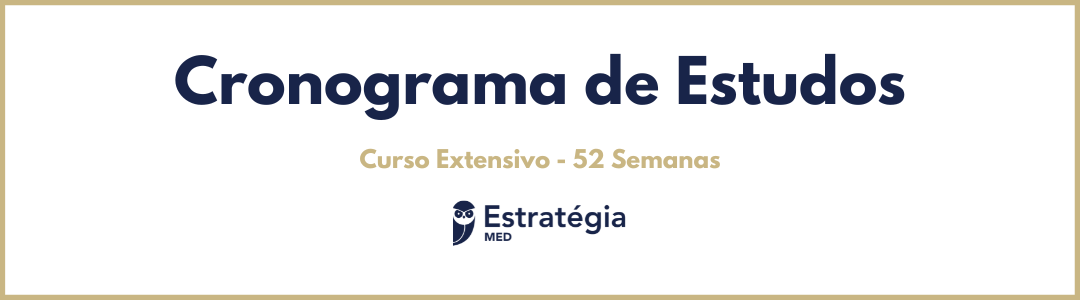 Cronograma de Estudos
Curso Extensivo - 52 Semanas
Estratégia
MED